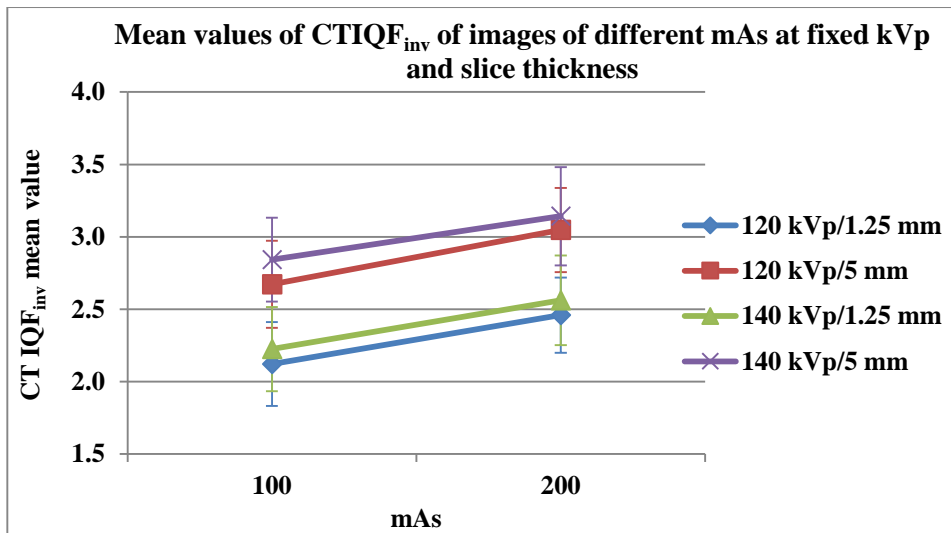 Mean values of CTIQFinv of images of different mAs at fixed kVp
and slice thickness
4.0
3.5
3.0
2.5
2.0
1.5
CT IQFinv mean value
100
200
mAs
120 kVp/1.25 mm
120 kVp/5 mm
140 kVp/1.25 mm
140 kVp/5 mm